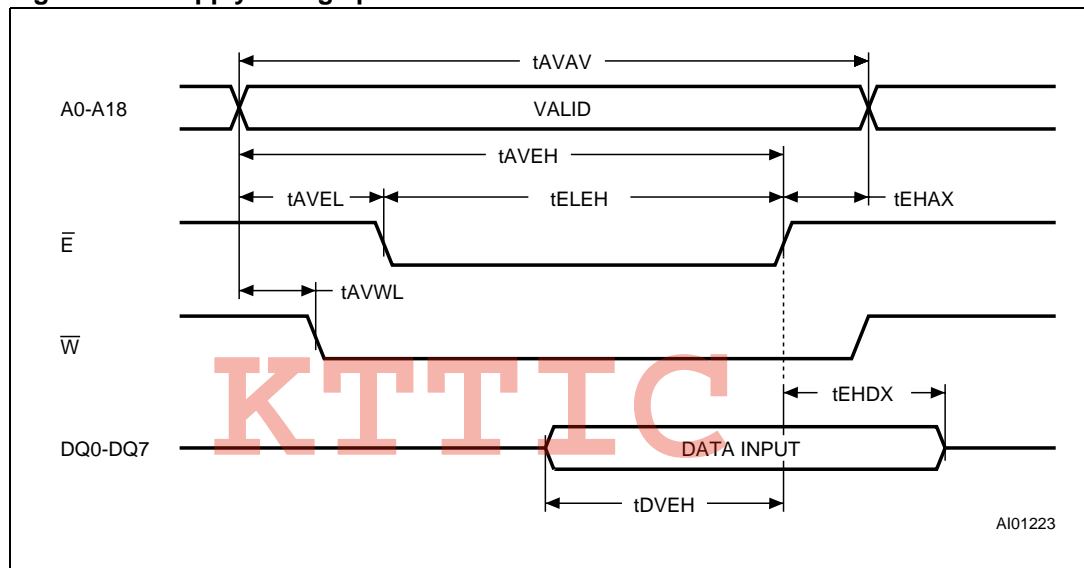 tAVAV
A0-A18
VALID
tAVEH
tAVEL
tELEH
tEHAX
E̅
tAVWL
W̅
KTTIC
tEHDX
DQ0-DQ7
DATA INPUT
tDVEH
AI01223